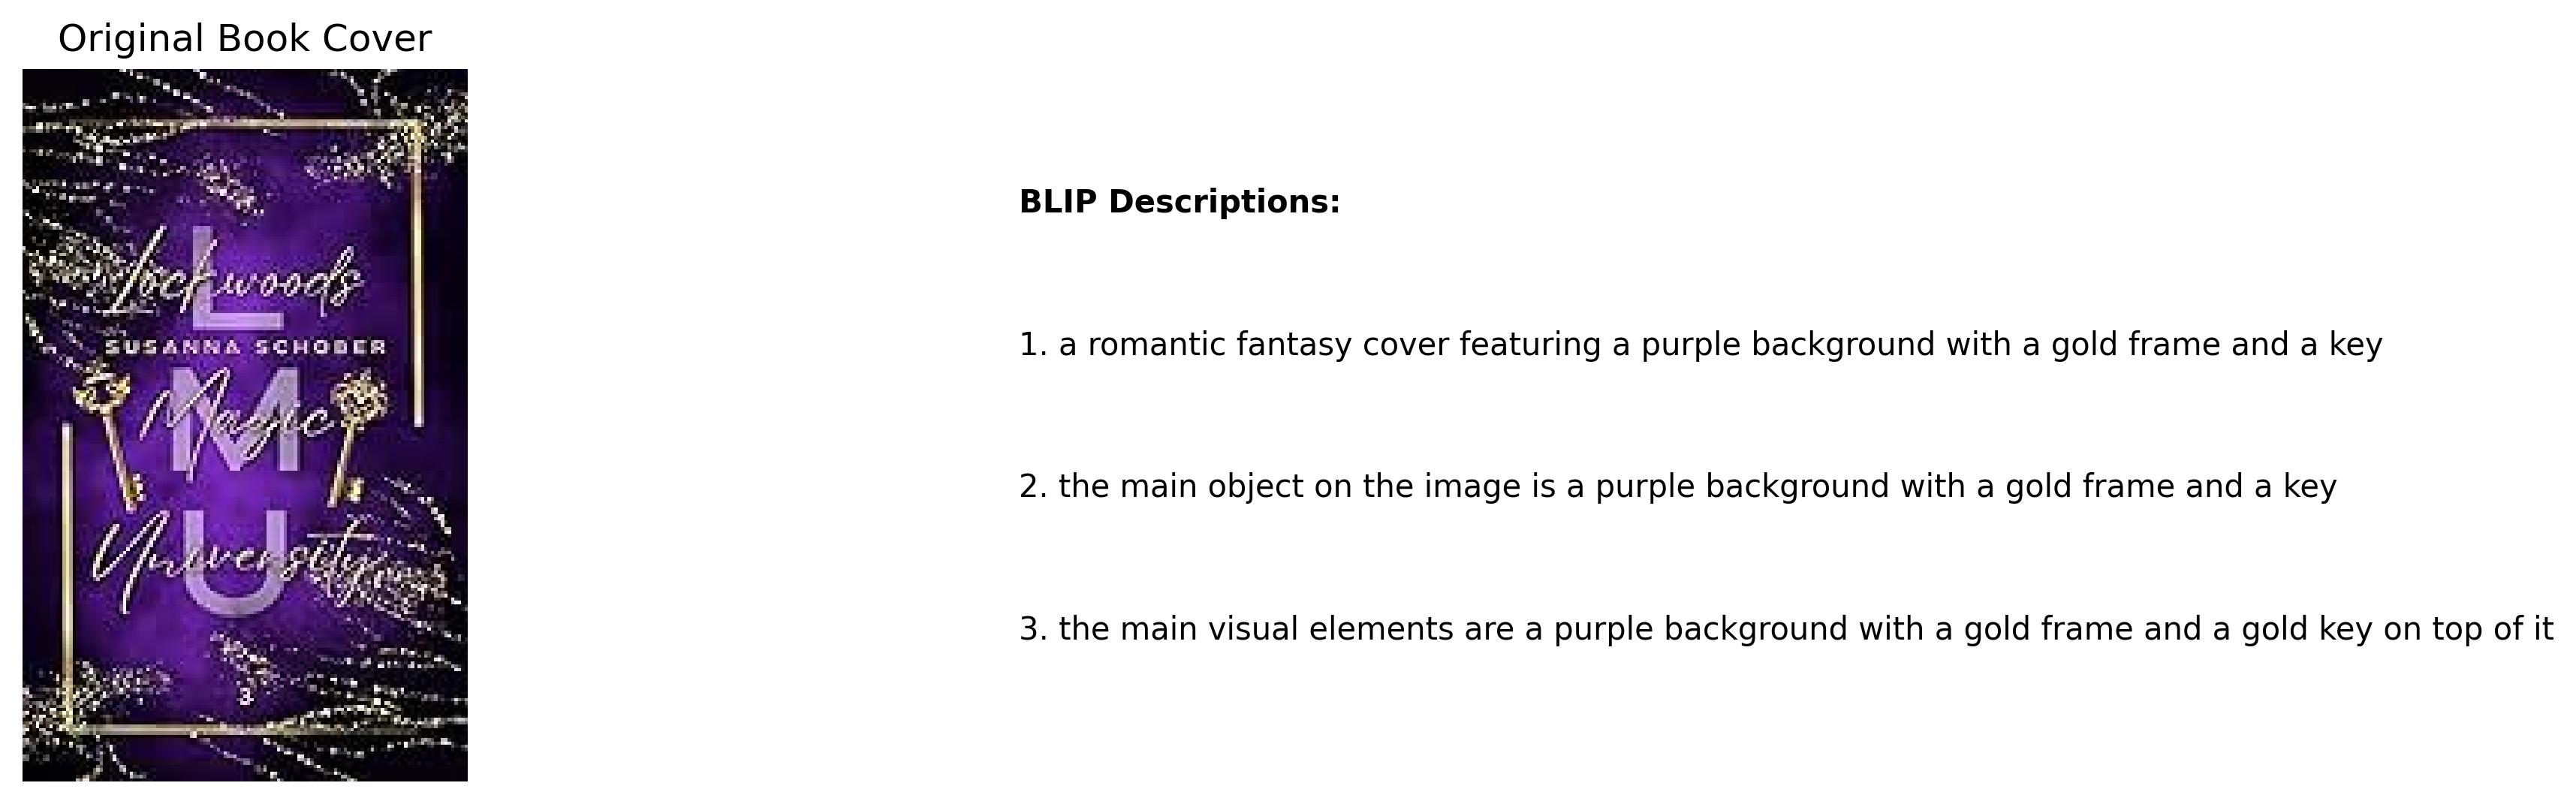 Original Book Cover
L
Lockwoods
SUSANNA SCHOBER
M
Magic
U
University
3
BLIP Descriptions:
1. a romantic fantasy cover featuring a purple background with a gold frame and a key
2. the main object on the image is a purple background with a gold frame and a key
3. the main visual elements are a purple background with a gold frame and a gold key on top of it